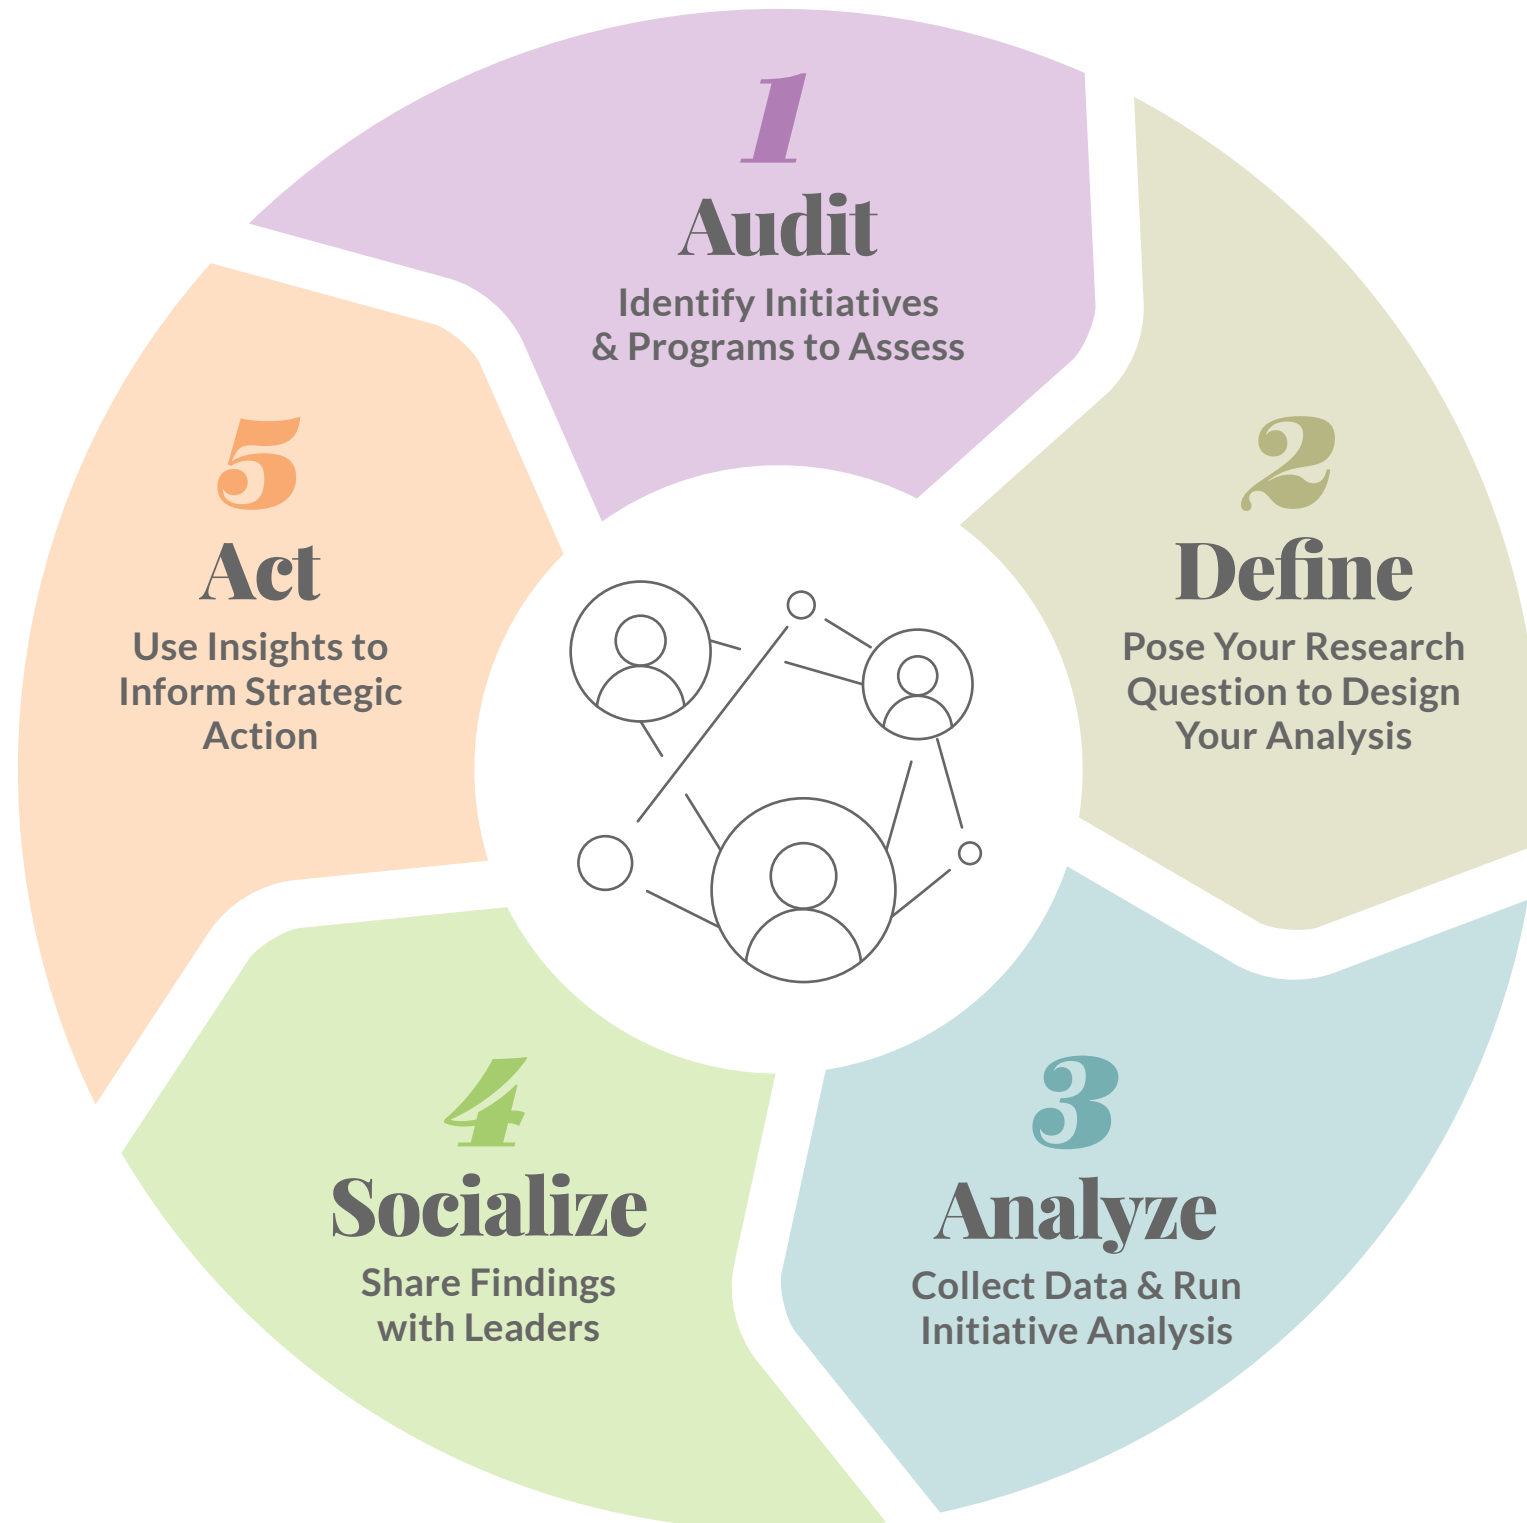 1
Audit
Identify Initiatives
& Programs to Assess
2
Define
Pose Your Research
Question to Design
Your Analysis
3
Analyze
Collect Data & Run
Initiative Analysis
4
Socialize
Share Findings
with Leaders
5
Act
Use Insights to
Inform Strategic
Action